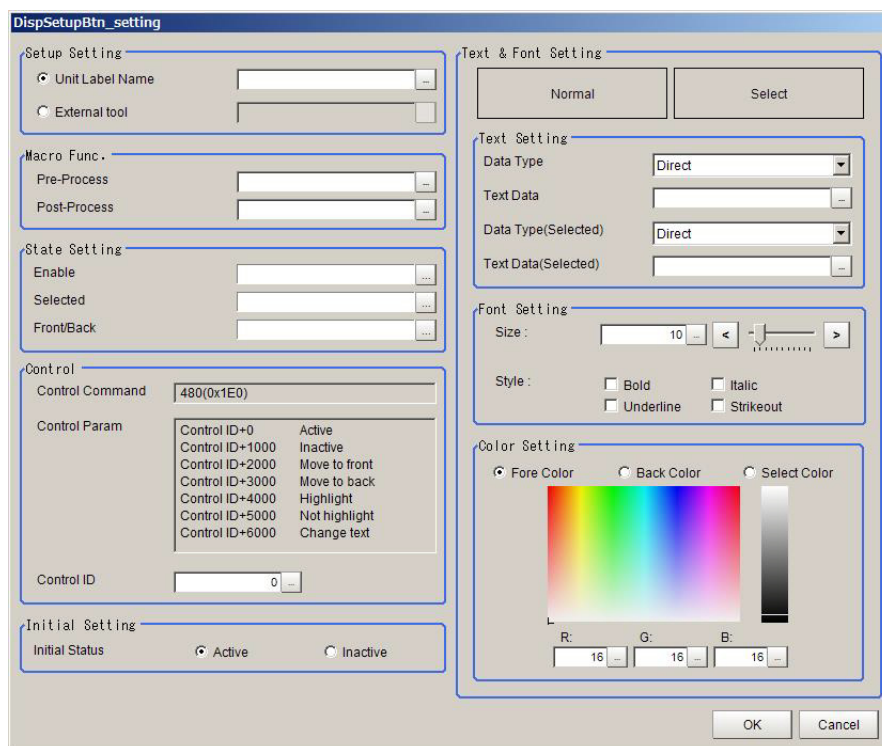 DispSetupBtn_setting
Setup Setting
Unit Label Name
...
External tool
Macro Func.
Pre-Process
...
Post-Process
...
State Setting
Enable
...
Selected
...
Front/Back
...
Control
Control Command
480(0x1E0)
Control Param
Control ID+0 Active
Control ID+1000 Inactive
Control ID+2000 Move to front
Control ID+3000 Move to back
Control ID+4000 Highlight
Control ID+5000 Not highlight
Control ID+6000 Change text
Control ID
0 ...
Initial Setting
Initial Status
Active Inactive
Text & Font Setting
Normal Select
Text Setting
Data Type
Direct
Text Data
...
Data Type(Selected)
Direct
Text Data(Selected)
...
Font Setting
Size :
10 ... < >
Style :
Bold Italic
Underline Strikeout
Color Setting
Fore Color Back Color Select Color
R: G: B:
16 ... 16 ... 16 ...
OK Cancel